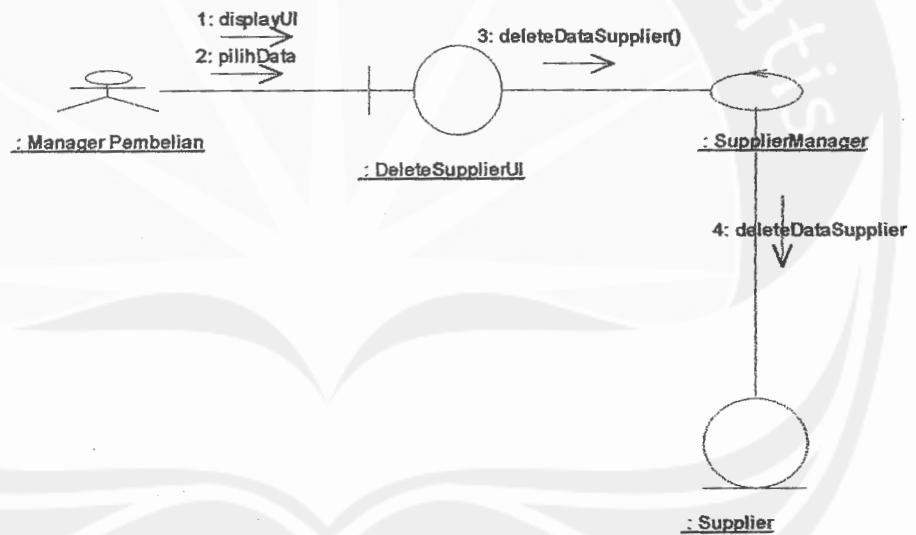 1: displayUI
2: pilihData
3: deleteDataSupplier()
: Manager Pembelian
: DeleteSupplierUI
: SupplierManager
4: deleteDataSupplier
: Supplier